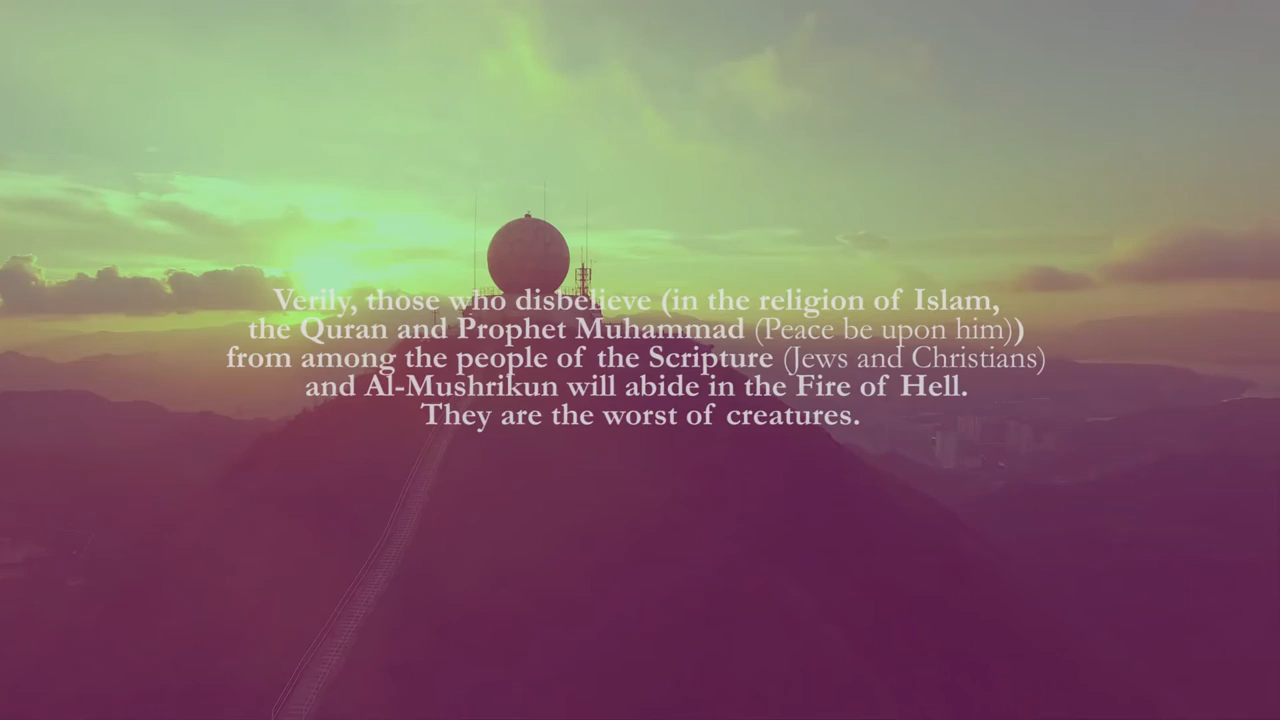 Verily, those who disbelieve (in the religion of Islam,
the Quran and Prophet Muhammad (Peace be upon him))
from among the people of the Scripture (Jews and Christians)
and Al-Mushrikun will abide in the Fire of Hell.
They are the worst of creatures.